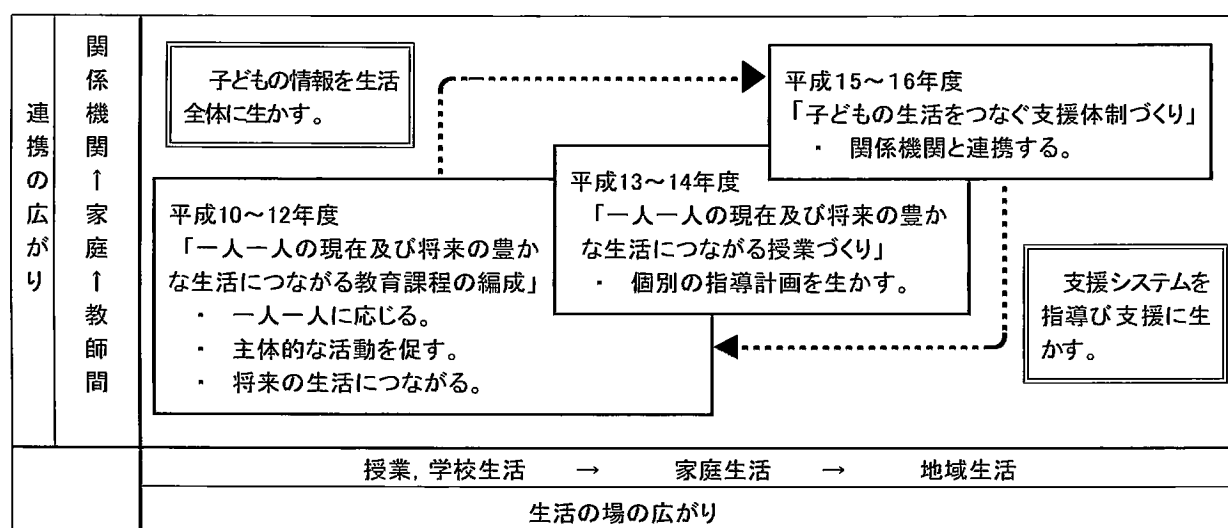 連携の広がり
関係機関↑家庭↑教師間
子どもの情報を生活
全体に生かす。
平成15～16年度
「子どもの生活をつなぐ支援体制づくり」
・ 関係機関と連携する。
平成13～14年度
「一人一人の現在及び将来の豊か
な生活につながる授業づくり」
・ 個別の指導計画を生かす。
平成10～12年度
「一人一人の現在及び将来の豊か
な生活につながる教育課程の編成」
・ 一人一人に応じる。
・ 主体的な活動を促す。
・ 将来の生活につながる。
支援システムを
指導び支援に生
かす。
授業，学校生活 → 家庭生活 → 地域生活
生活の場の広がり